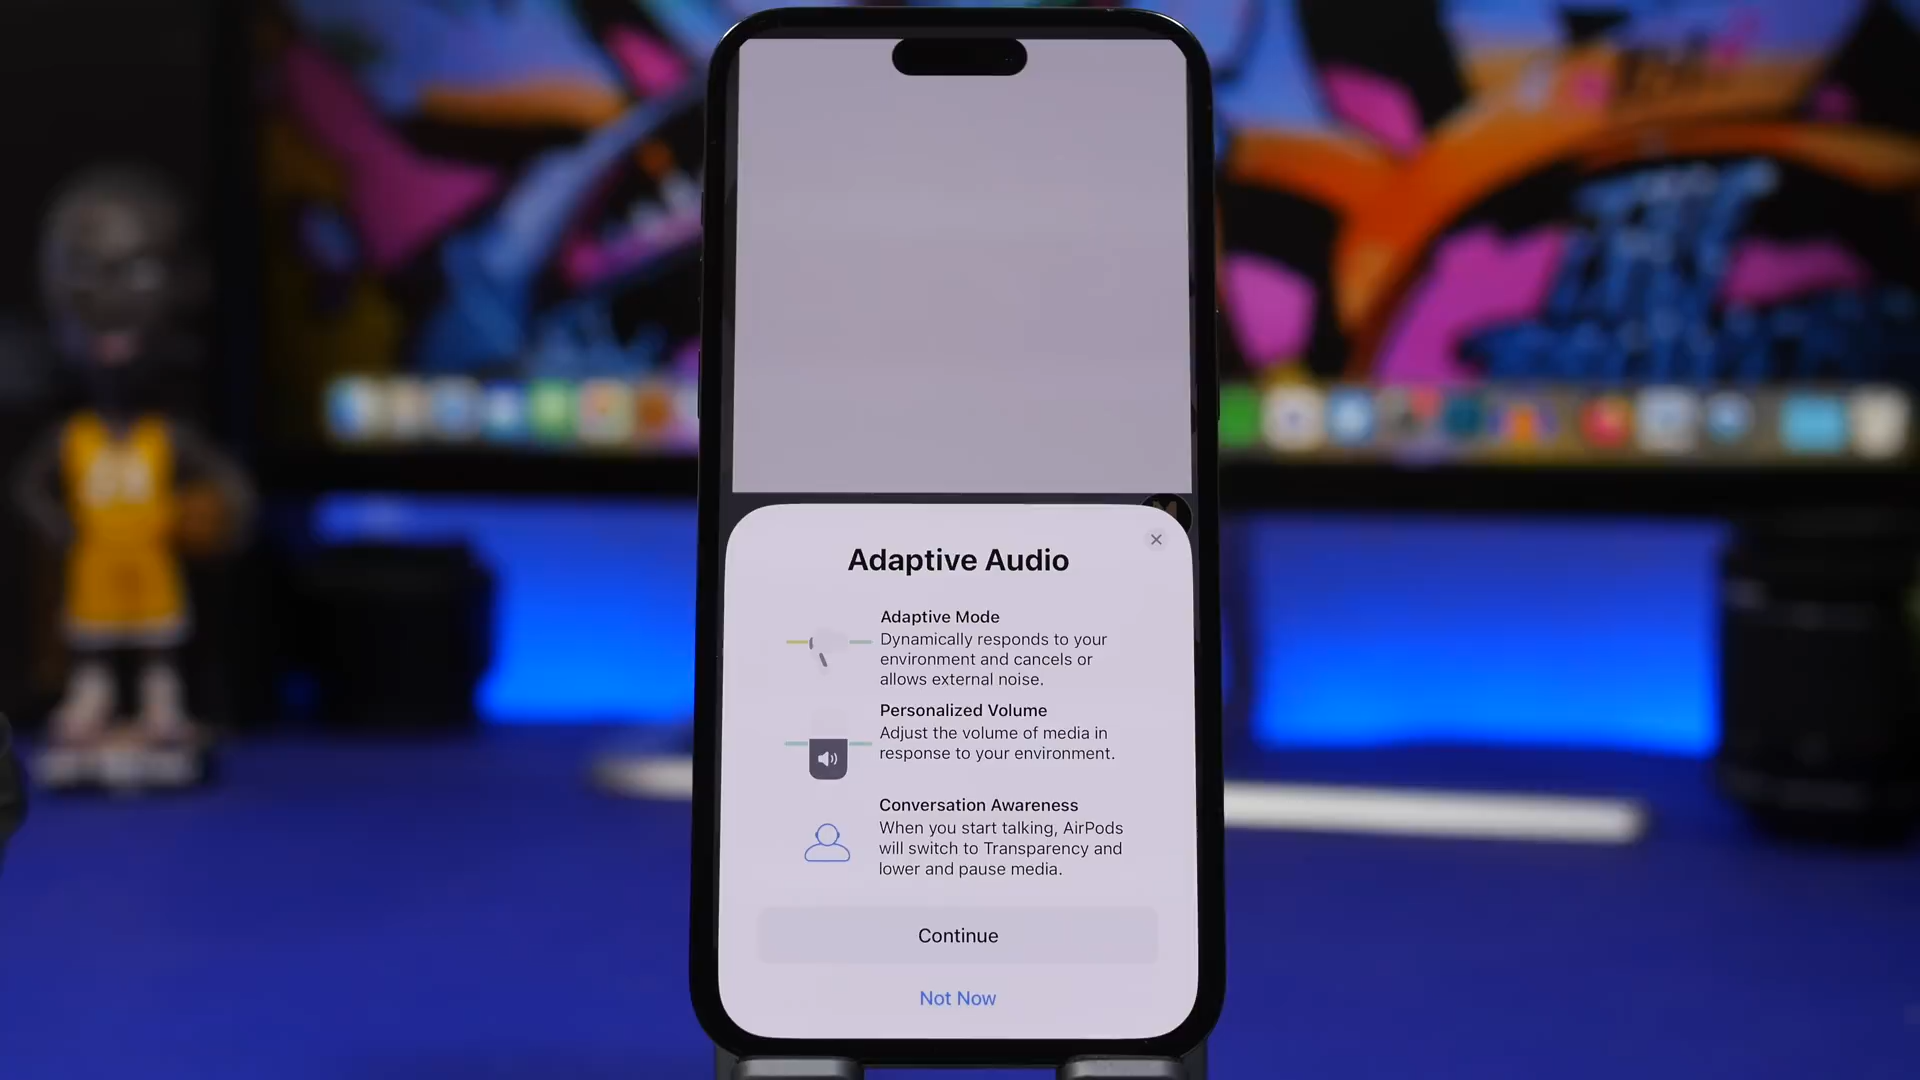 Adaptive Audio
Adaptive Mode
Dynamically responds to your
environment and cancels or
allows external noise.
Personalized Volume
Adjust the volume of media in
response to your environment.
Conversation Awareness
When you start talking, AirPods
will switch to Transparency and
lower and pause media.
Continue
Not Now